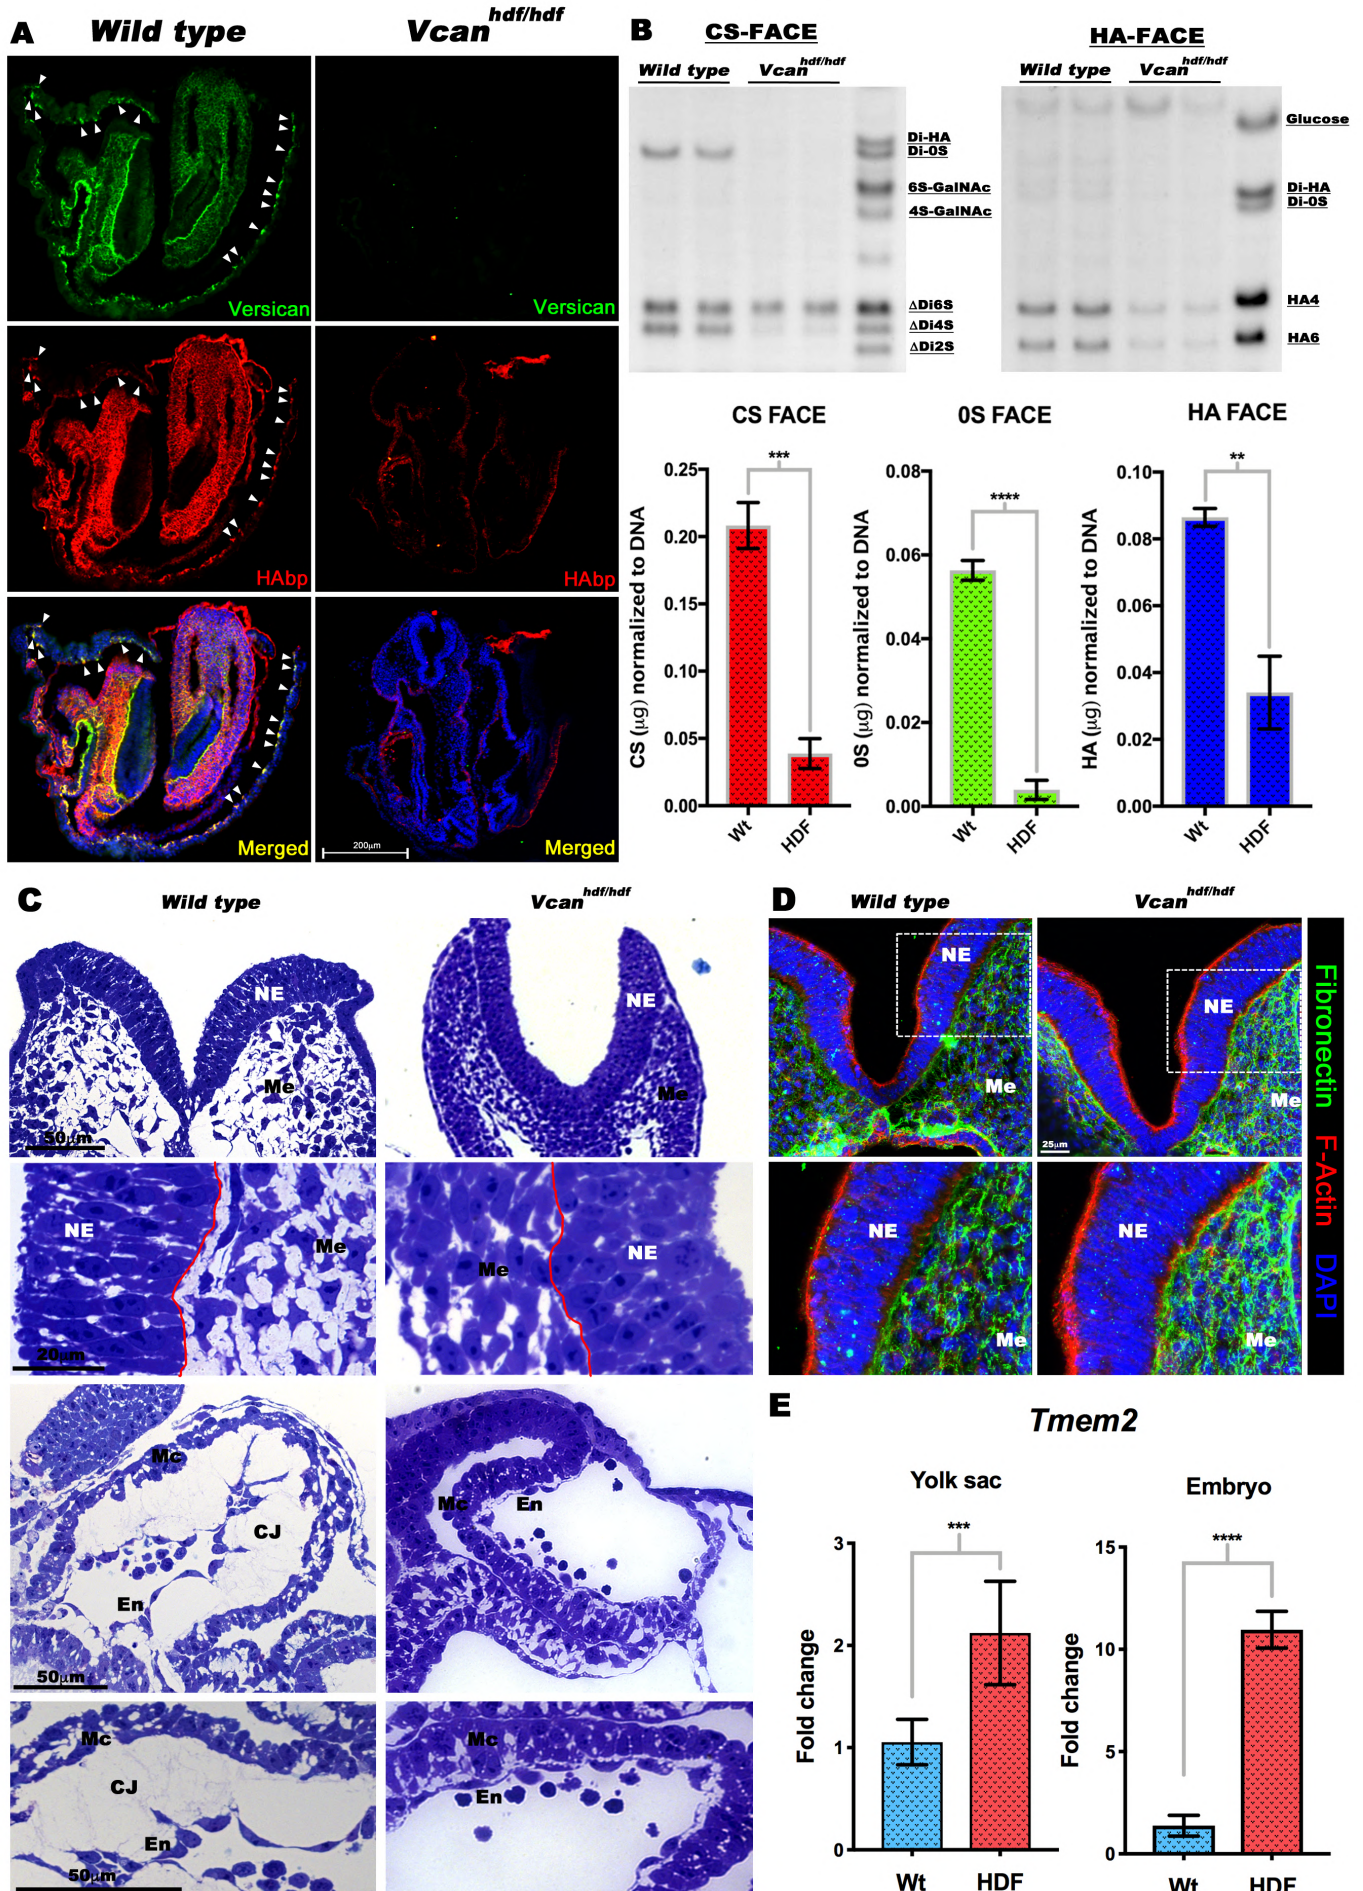 A
Wild type
Vcan hdf/hdf
Versican
Versican
HAbp
HAbp
Merged
200µm
Merged
B
CS-FACE
HA-FACE
Wild type
Vcan hdf/hdf
Wild type
Vcan hdf/hdf
Di-HA
Di-0S
6S-GalNAc
4S-GalNAc
ΔDi6S
ΔDi4S
ΔDi2S
Glucose
Di-HA
Di-0S
HA4
HA6
CS FACE
CS (µg) normalized to DNA
0.25
0.20
0.15
0.10
0.05
0.00
***
Wt
HDF
0S FACE
0S (µg) normalized to DNA
0.08
0.06
0.04
0.02
0.00
****
Wt
HDF
HA FACE
HA (µg) normalized to DNA
0.10
0.08
0.06
0.04
0.02
0.00
**
Wt
HDF
C
Wild type
Vcan hdf/hdf
NE
Me
50µm
NE
Me
NE
Me
20µm
Me
NE
Mc
CJ
En
50µm
Mc
En
Mc
CJ
En
50µm
Mc
En
D
Wild type
Vcan hdf/hdf
NE
Me
NE
Me
25µm
NE
Me
NE
Me
Fibronectin F-Actin DAPI
E
Tmem2
Yolk sac
Fold change
3
2
1
0
***
Wt
HDF
Embryo
Fold change
15
10
5
0
****
Wt
HDF